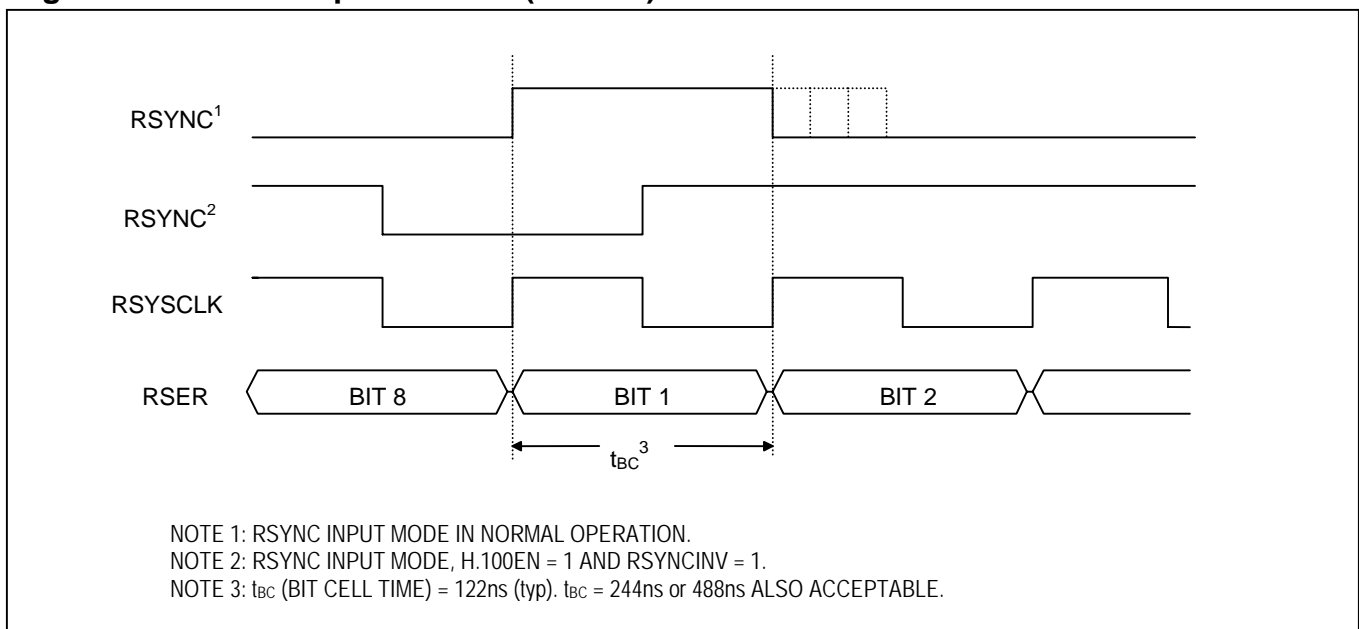 RSYNC¹
RSYNC²
RSYSCLK
RSER
BIT 8
BIT 1
BIT 2
tBC³
NOTE 1: RSYNC INPUT MODE IN NORMAL OPERATION.
NOTE 2: RSYNC INPUT MODE, H.100EN = 1 AND RSYNCINV = 1.
NOTE 3: tBC (BIT CELL TIME) = 122ns (typ). tBC = 244ns or 488ns ALSO ACCEPTABLE.